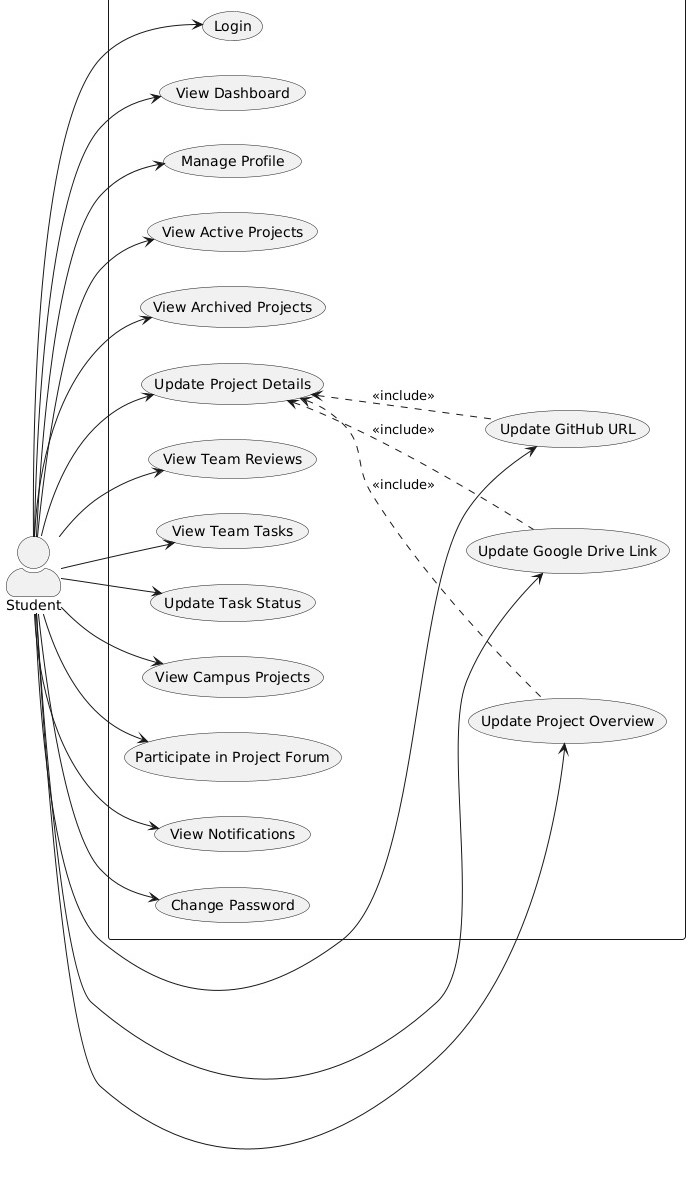 Login
View Dashboard
Manage Profile
View Active Projects
View Archived Projects
Update Project Details
«include»
Update GitHub URL
«include»
View Team Reviews
«include»
View Team Tasks
Update Google Drive Link
Student
Update Task Status
View Campus Projects
Update Project Overview
Participate in Project Forum
View Notifications
Change Password